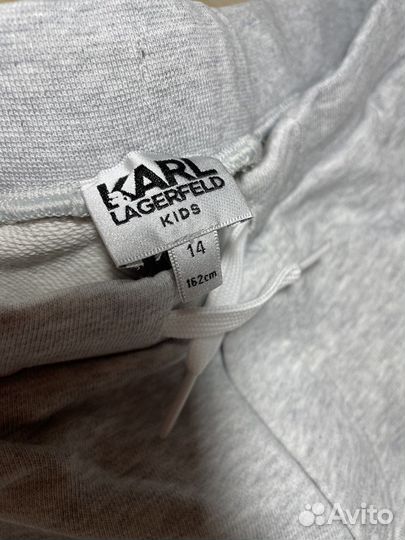 KARL
LAGERFELD
KIDS
14
162cm
Avito